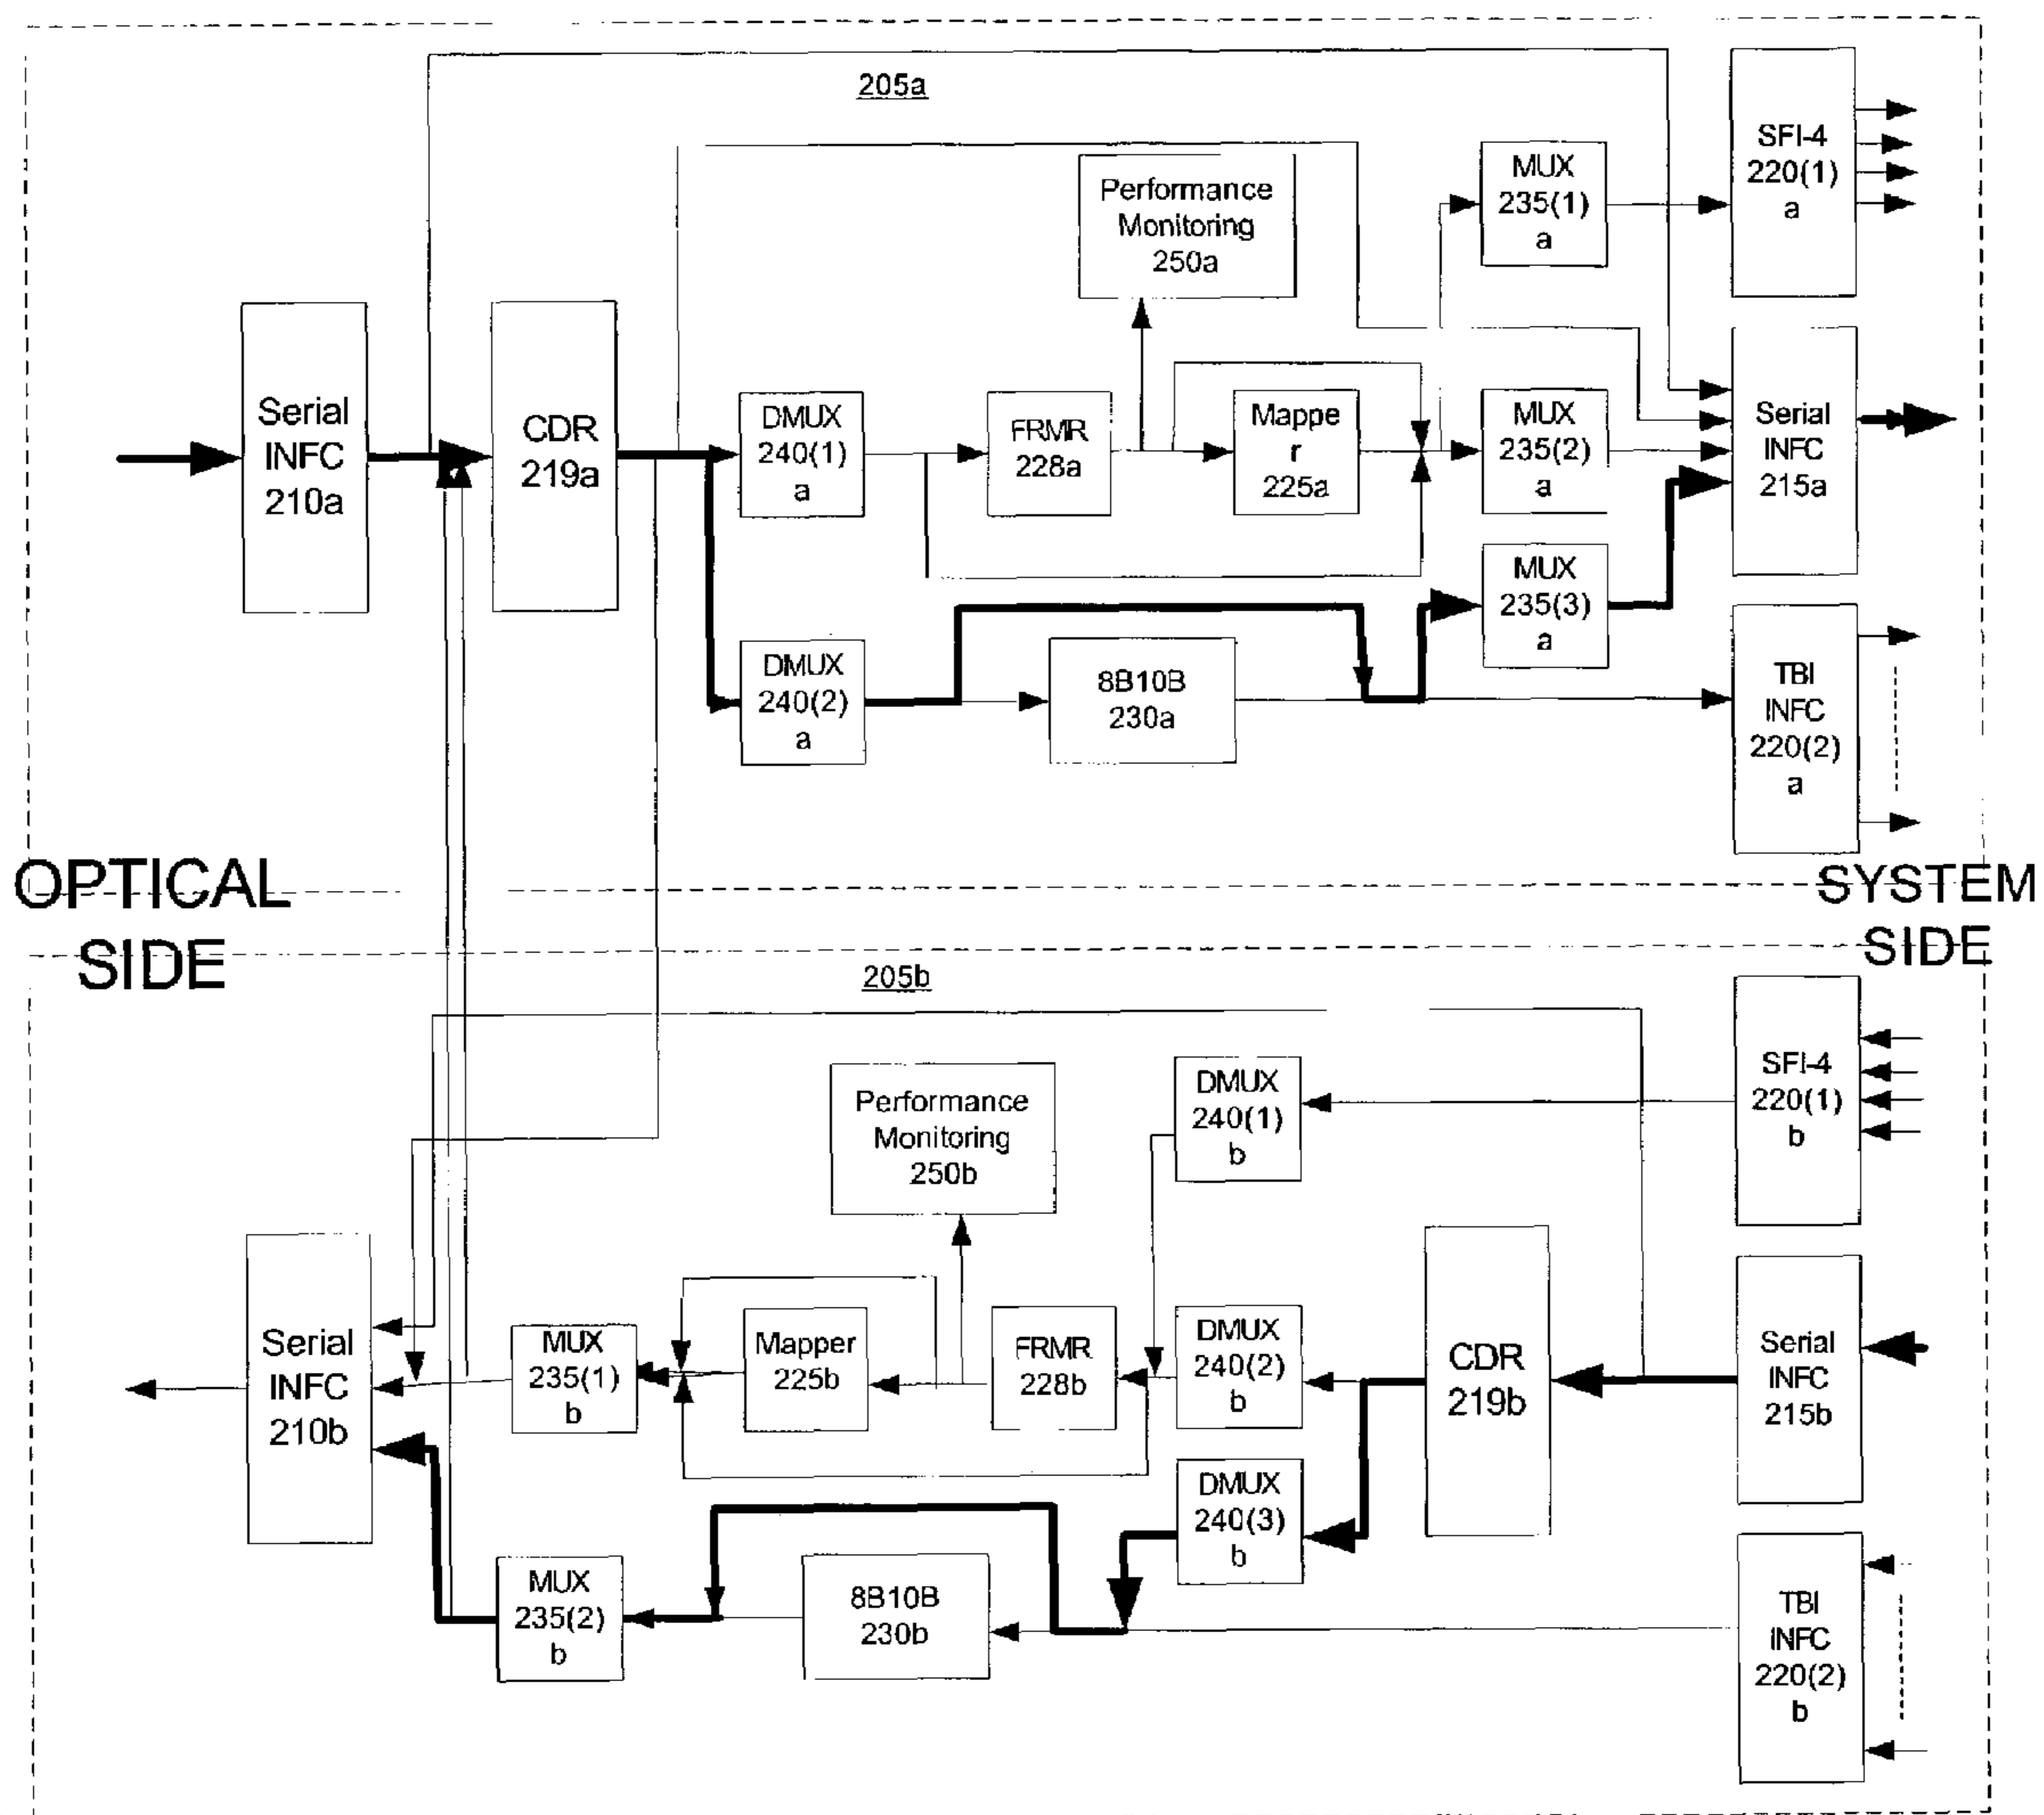 205a
SFI-4
220(1)
a
MUX
235(1)
a
Performance
Monitoring
250a
Serial
INFC
210a
CDR
219a
DMUX
240(1)
a
FRMR
228a
Mappe
r
225a
MUX
235(2)
a
Serial
INFC
215a
MUX
235(3)
a
DMUX
240(2)
a
8B10B
230a
TBI
INFC
220(2)
a
OPTICAL
SIDE
SYSTEM
SIDE
205b
SFI-4
220(1)
b
DMUX
240(1)
b
Performance
Monitoring
250b
Serial
INFC
210b
MUX
235(1)
b
Mapper
225b
FRMR
228b
DMUX
240(2)
b
CDR
219b
Serial
INFC
215b
DMUX
240(3)
b
MUX
235(2)
b
8B10B
230b
TBI
INFC
220(2)
b